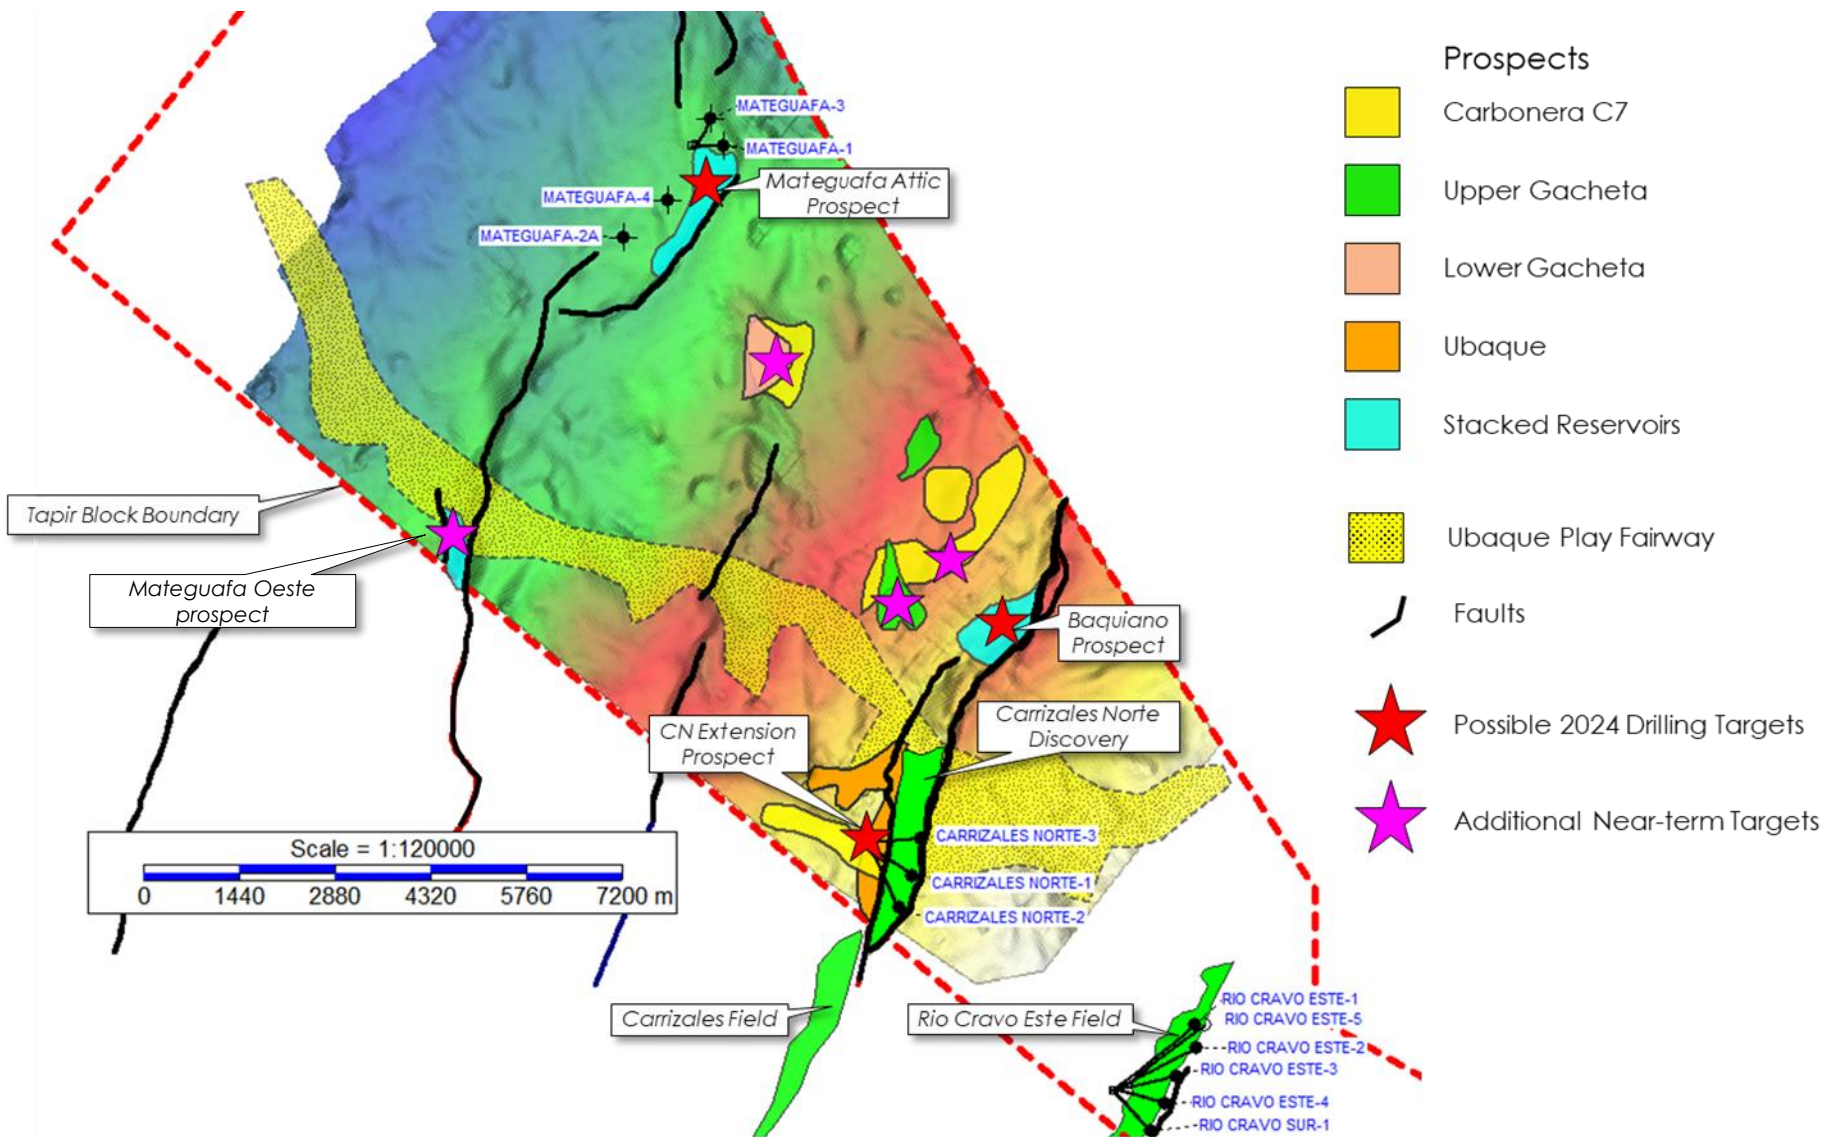 MATEGUAFA-3
MATEGUAFA-1
Mateguafa Attic
Prospect
MATEGUAFA-4
MATEGUAFA-2A
Tapir Block Boundary
Mateguafa Oeste
prospect
Baquiano
Prospect
Carrizales Norte
Discovery
CN Extension
Prospect
CARRIZALES NORTE-3
CARRIZALES NORTE-1
CARRIZALES NORTE-2
Scale = 1:120000
0 1440 2880 4320 5760 7200 m
Carrizales Field
Rio Cravo Este Field
RIO CRAVO ESTE-1
RIO CRAVO ESTE-5
RIO CRAVO ESTE-2
RIO CRAVO ESTE-3
RIO CRAVO ESTE-4
RIO CRAVO SUR-1
Prospects
Carbonera C7
Upper Gacheta
Lower Gacheta
Ubaque
Stacked Reservoirs
Ubaque Play Fairway
Faults
Possible 2024 Drilling Targets
Additional Near-term Targets